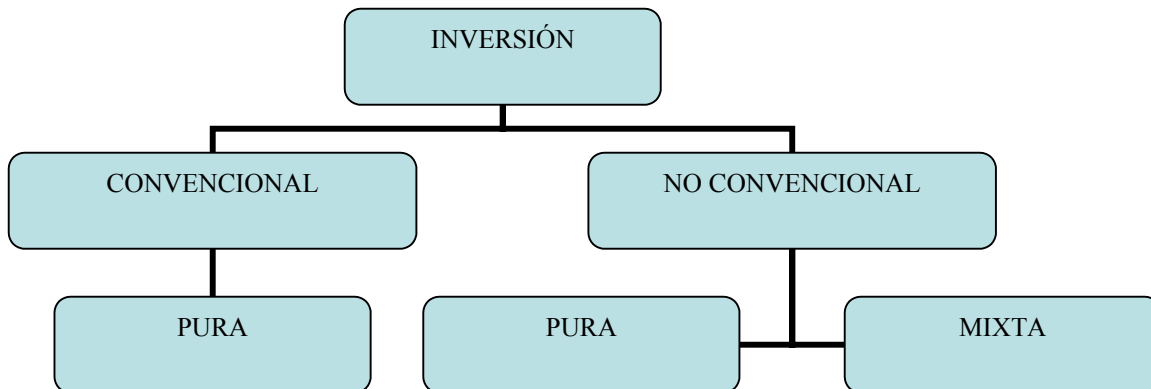 INVERSIÓN
CONVENCIONAL
NO CONVENCIONAL
PURA
PURA
MIXTA